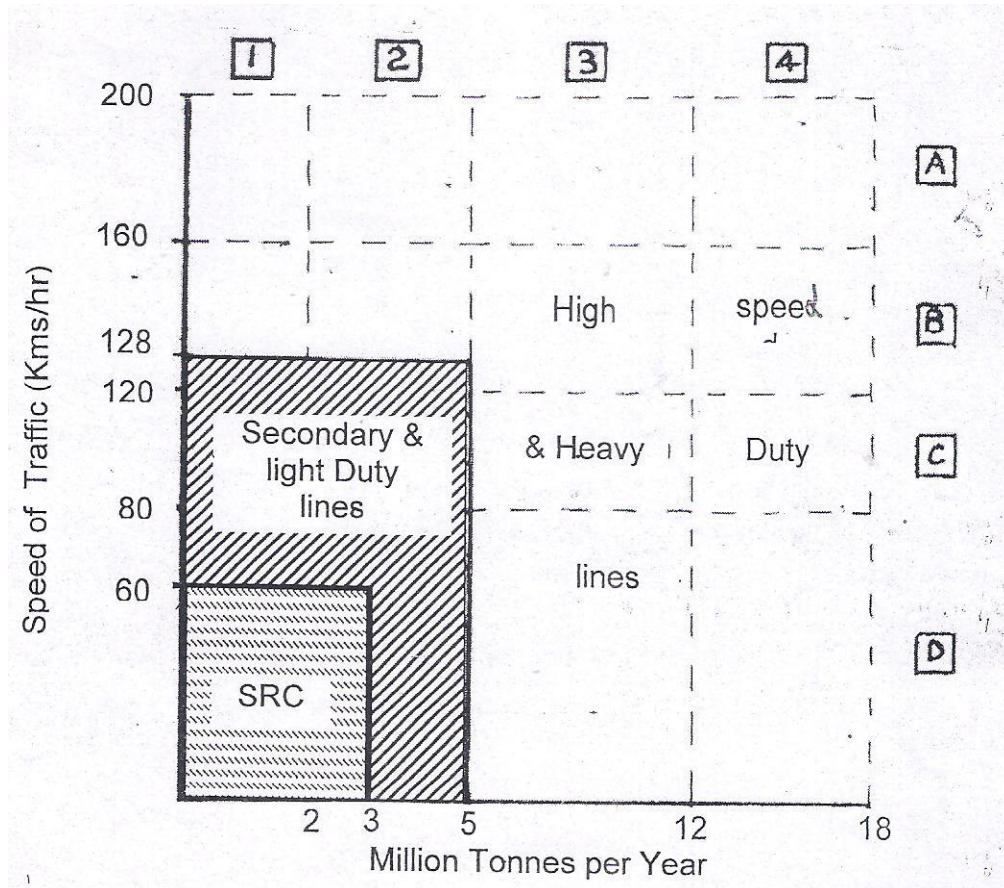 1 2 3 4
200
A
160
High speed
B
128
120
Secondary &
light Duty
lines
& Heavy Duty
C
80
lines
60
D
SRC
2 3 5 12 18
Million Tonnes per Year
Speed of Traffic (Kms/hr)